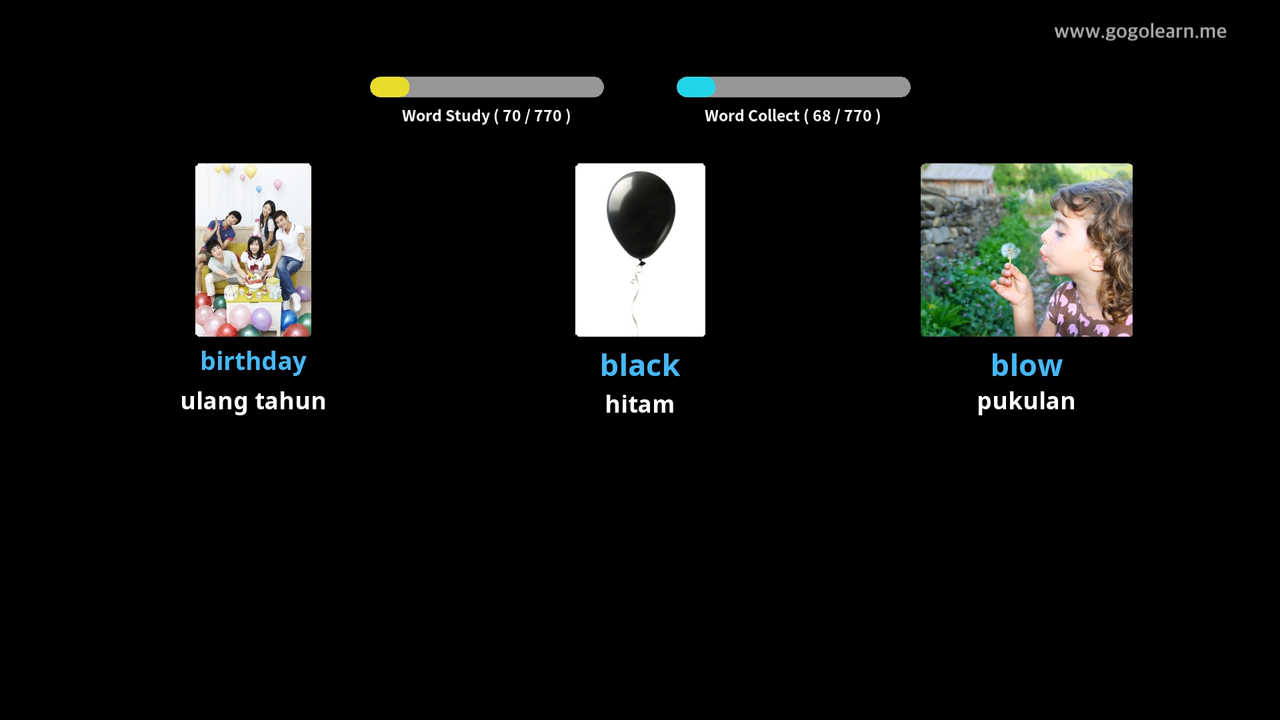 www.gogolearn.me
Word Study ( 70 / 770 )
Word Collect ( 68 / 770 )
birthday
ulang tahun
black
hitam
blow
pukulan